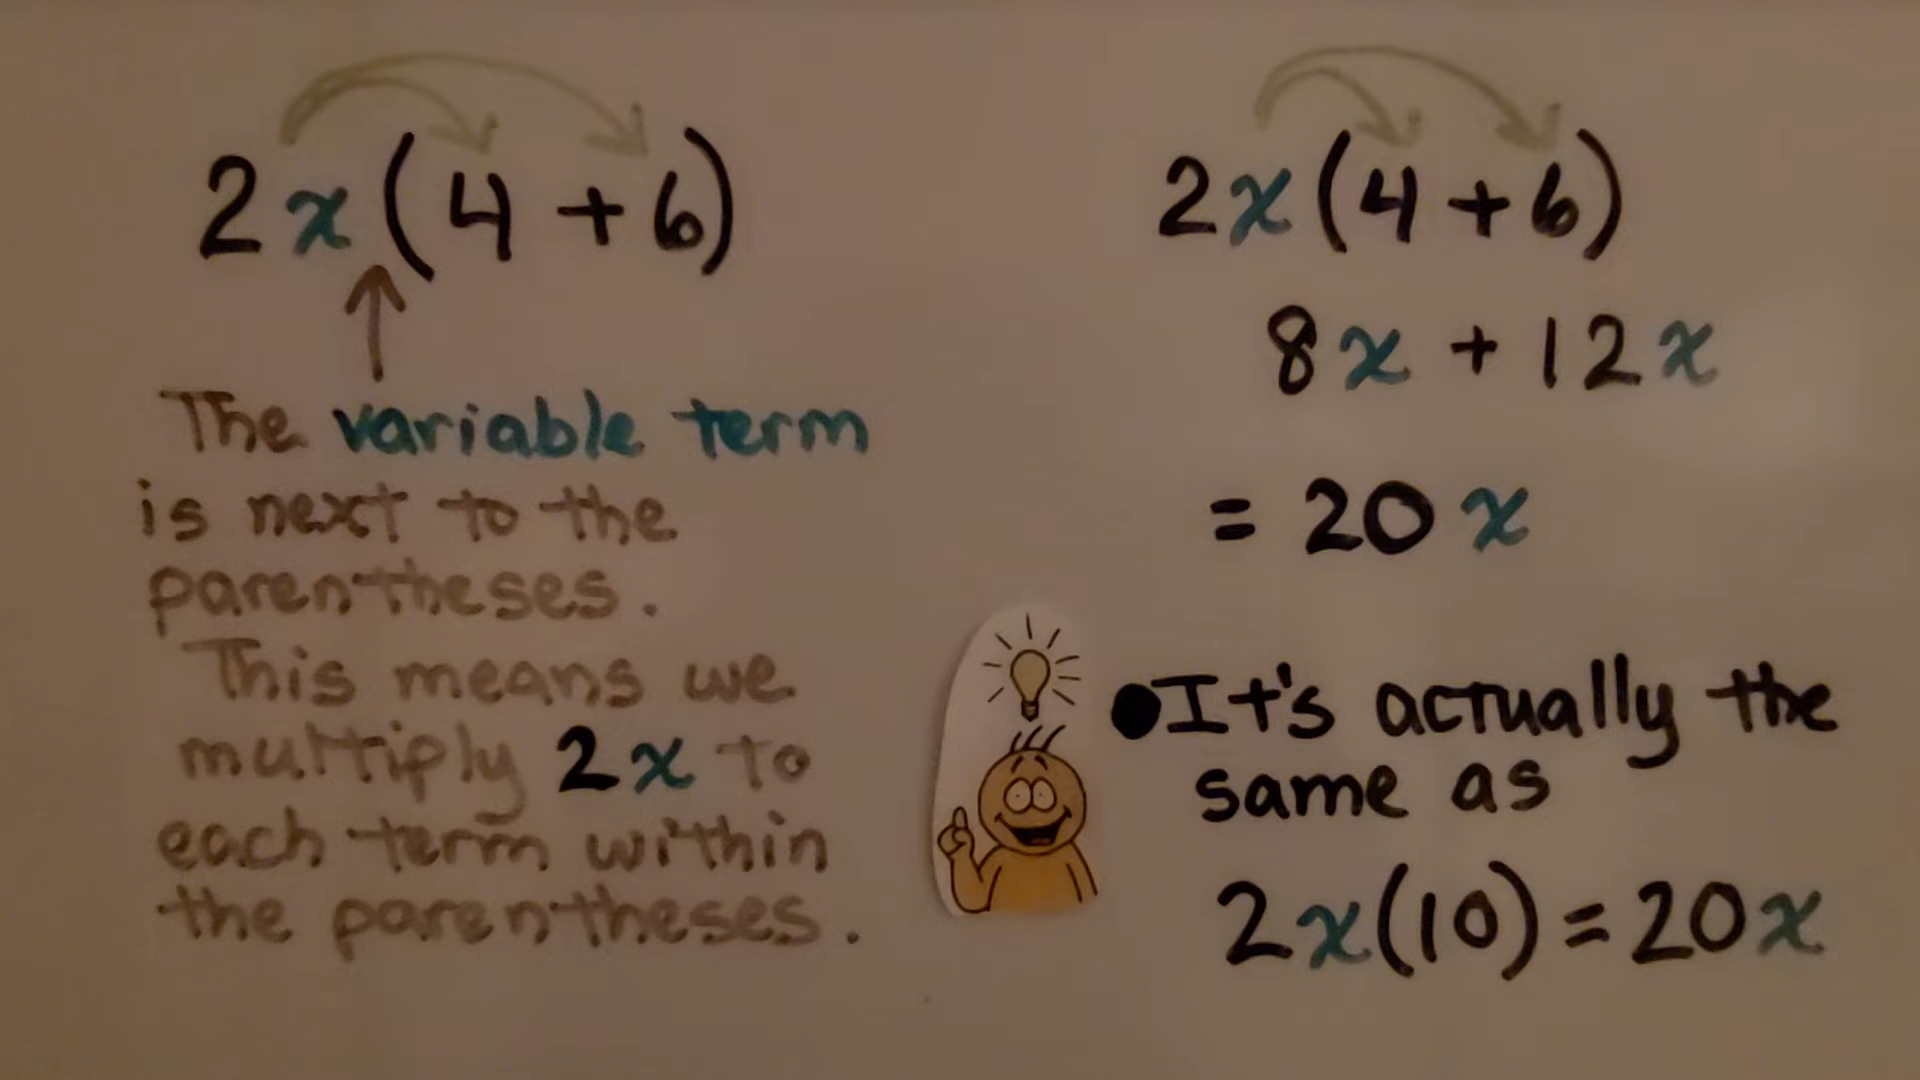 2x(4+6)
The variable term
is next to the
parentheses.
This means we
multiply 2x to
each term within
the parentheses.
2x(4+6)
8x + 12x
= 20x
•It's actually the
same as
2x(10)=20x